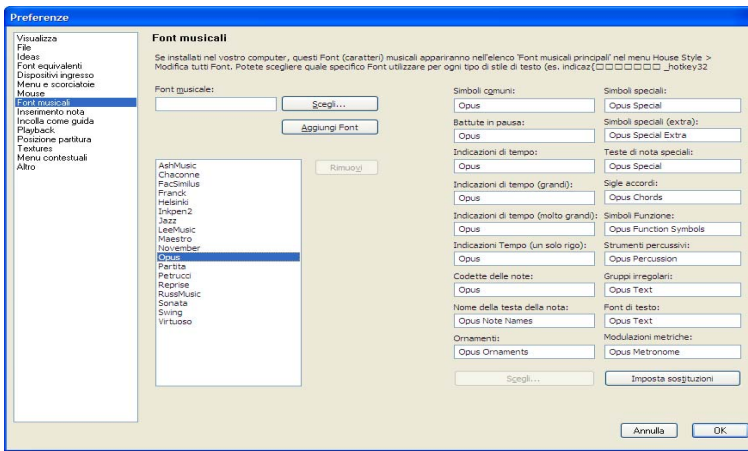 Preferenze
Visualizza
File
Ideas
Font equivalenti
Dispositivi ingresso
Menu e scorciatoie
Mouse
Font musicali
Inserimento nota
Incolla come guida
Playback
Posizione partitura
Textures
Menu contestuali
Altro
Font musicali
Se installati nel vostro computer, questi Font (caratteri) musicali appariranno nell'elenco 'Font musicali principali' nel menu House Style >
Modifica tutti Font. Potete scegliere quale specifico Font utilizzare per ogni tipo di stile di testo (es. indicaz{□□□□□□□ _hotkey32
Font musicale:
Scegli...
Aggiungi Font
AshMusic
Chaconne
FacSimilus
Franck
Helsinki
Inkpen2
Jazz
LeeMusic
Maestro
November
Opus
Partita
Petrucci
Reprise
RussMusic
Sonata
Swing
Virtuoso
Rimuovi
Simboli comuni:
Opus
Battute in pausa:
Opus
Indicazioni di tempo:
Opus
Indicazioni di tempo (grandi):
Opus
Indicazioni di tempo (molto grandi):
Opus
Indicazioni Tempo (un solo rigo):
Opus
Codette delle note:
Opus
Nome della testa della nota:
Opus Note Names
Ornamenti:
Opus Ornaments
Scegli...
Simboli speciali:
Opus Special
Simboli speciali (extra):
Opus Special Extra
Teste di nota speciali:
Opus Special
Sigle accordi:
Opus Chords
Simboli Funzione:
Opus Function Symbols
Strumenti percussivi:
Opus Percussion
Gruppi irregolari:
Opus Text
Font di testo:
Opus Text
Modulazioni metriche:
Opus Metronome
Imposta sostituzioni
Annulla
OK